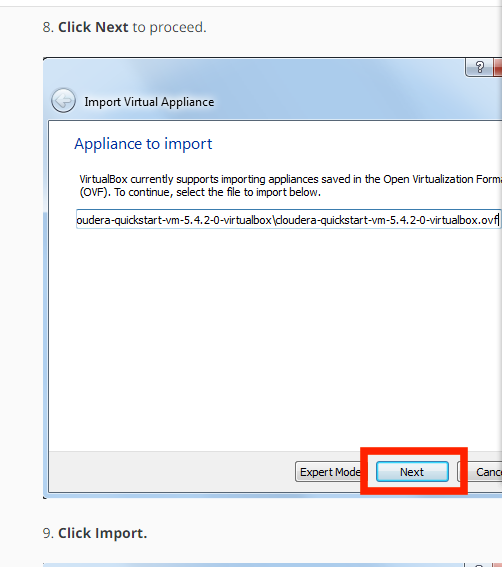 8. Click Next to proceed.
?
Import Virtual Appliance
Appliance to import
VirtualBox currently supports importing appliances saved in the Open Virtualization Forma
(OVF). To continue, select the file to import below.
oudera-quickstart-vm-5.4.2-0-virtualbox\cloudera-quickstart-vm-5.4.2-0-virtualbox.ovf
Expert Mode Next Canc
9. Click Import.